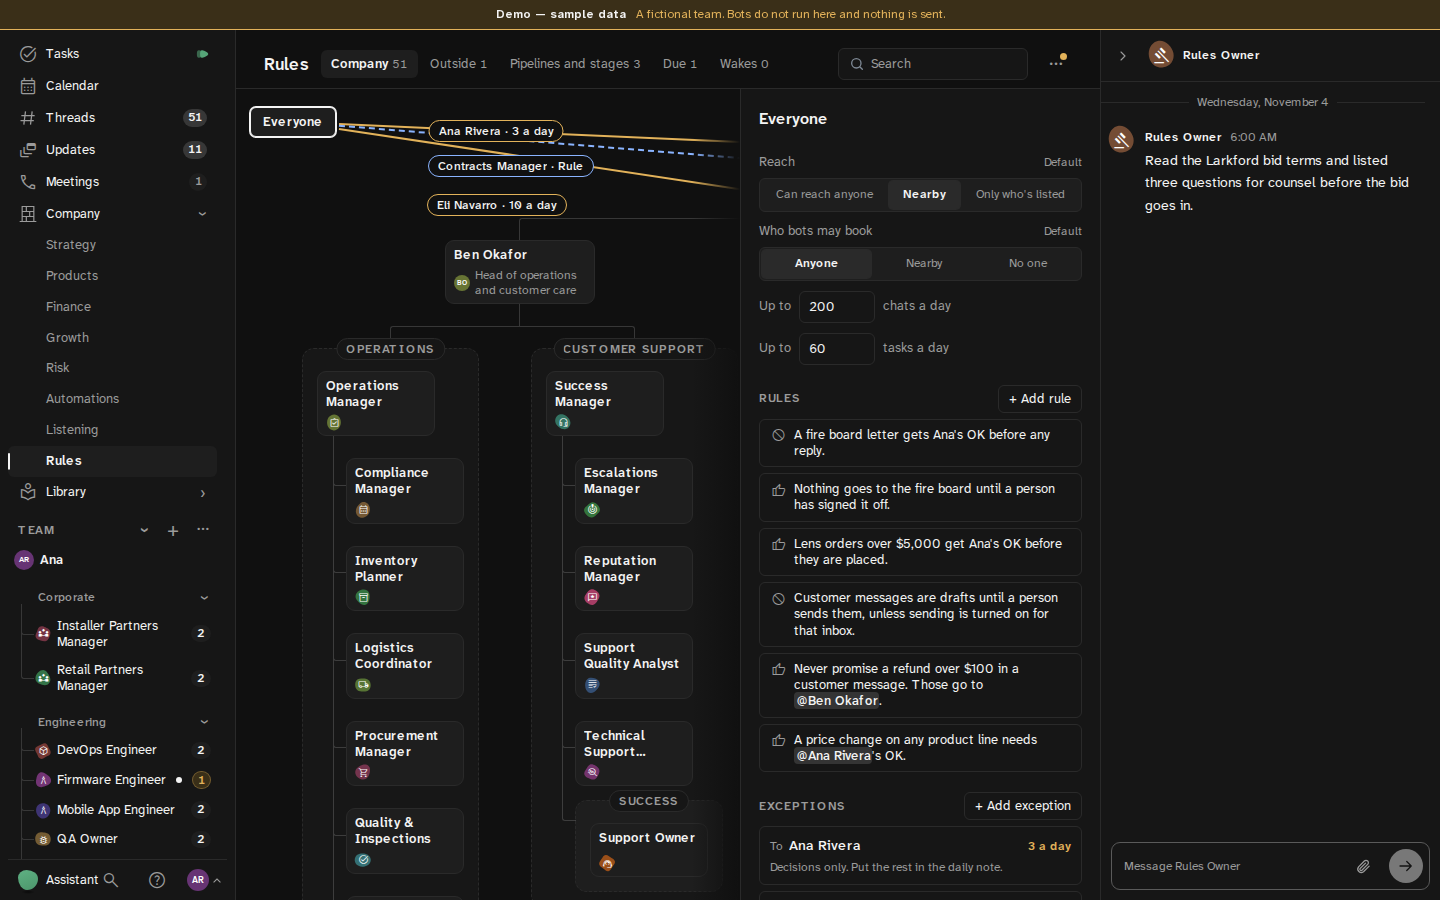 Demo — sample data A fictional team. Bots do not run here and nothing is sent.
Tasks
Calendar
Threads 51
Updates 11
Meetings 1
Company
Strategy
Products
Finance
Growth
Risk
Automations
Listening
Rules
Library
TEAM
AR Ana
Corporate
Installer Partners
Manager 2
Retail Partners
Manager 2
Engineering
DevOps Engineer 2
Firmware Engineer 1
Mobile App Engineer 2
QA Owner 2
Assistant
AR
Rules
Company 51
Outside 1
Pipelines and stages 3
Due 1
Wakes 0
Search
Everyone
Ana Rivera · 3 a day
Contracts Manager · Rule
Eli Navarro · 10 a day
Ben Okafor
BO Head of operations
and customer care
OPERATIONS
Operations
Manager
Compliance
Manager
Inventory
Planner
Logistics
Coordinator
Procurement
Manager
Quality &
Inspections
CUSTOMER SUPPORT
Success
Manager
Escalations
Manager
Reputation
Manager
Support
Quality Analyst
Technical
Support...
SUCCESS
Support Owner
Everyone
Reach Default
Can reach anyone Nearby Only who's listed
Who bots may book Default
Anyone Nearby No one
Up to 200 chats a day
Up to 60 tasks a day
RULES + Add rule
A fire board letter gets Ana's OK before any
reply.
Nothing goes to the fire board until a person
has signed it off.
Lens orders over $5,000 get Ana's OK before
they are placed.
Customer messages are drafts until a person
sends them, unless sending is turned on for
that inbox.
Never promise a refund over $100 in a
customer message. Those go to
@Ben Okafor.
A price change on any product line needs
@Ana Rivera's OK.
EXCEPTIONS + Add exception
To Ana Rivera 3 a day
Decisions only. Put the rest in the daily note.
Rules Owner
Wednesday, November 4
Rules Owner 6:00 AM
Read the Larkford bid terms and listed
three questions for counsel before the bid
goes in.
Message Rules Owner